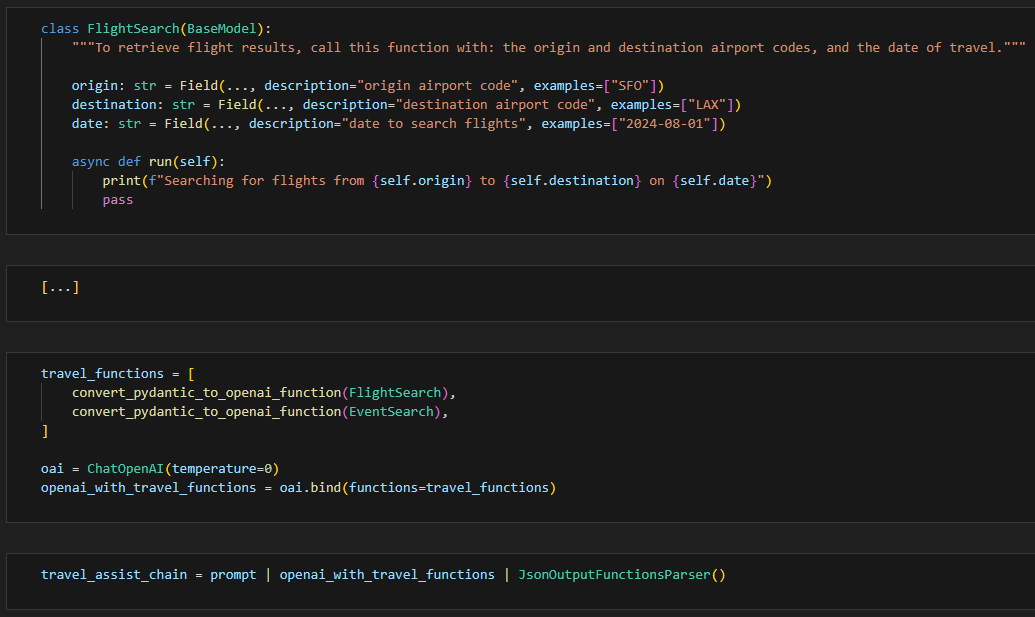 class FlightSearch(BaseModel):
    """To retrieve flight results, call this function with: the origin and destination airport codes, and the date of travel."""
    origin: str = Field(..., description="origin airport code", examples=["SFO"])
    destination: str = Field(..., description="destination airport code", examples=["LAX"])
    date: str = Field(..., description="date to search flights", examples=["2024-08-01"])
    async def run(self):
        print(f"Searching for flights from {self.origin} to {self.destination} on {self.date}")
        pass
[...]
travel_functions = [
    convert_pydantic_to_openai_function(FlightSearch),
    convert_pydantic_to_openai_function(EventSearch),
]
oai = ChatOpenAI(temperature=0)
openai_with_travel_functions = oai.bind(functions=travel_functions)
travel_assist_chain = prompt | openai_with_travel_functions | JsonOutputFunctionsParser()